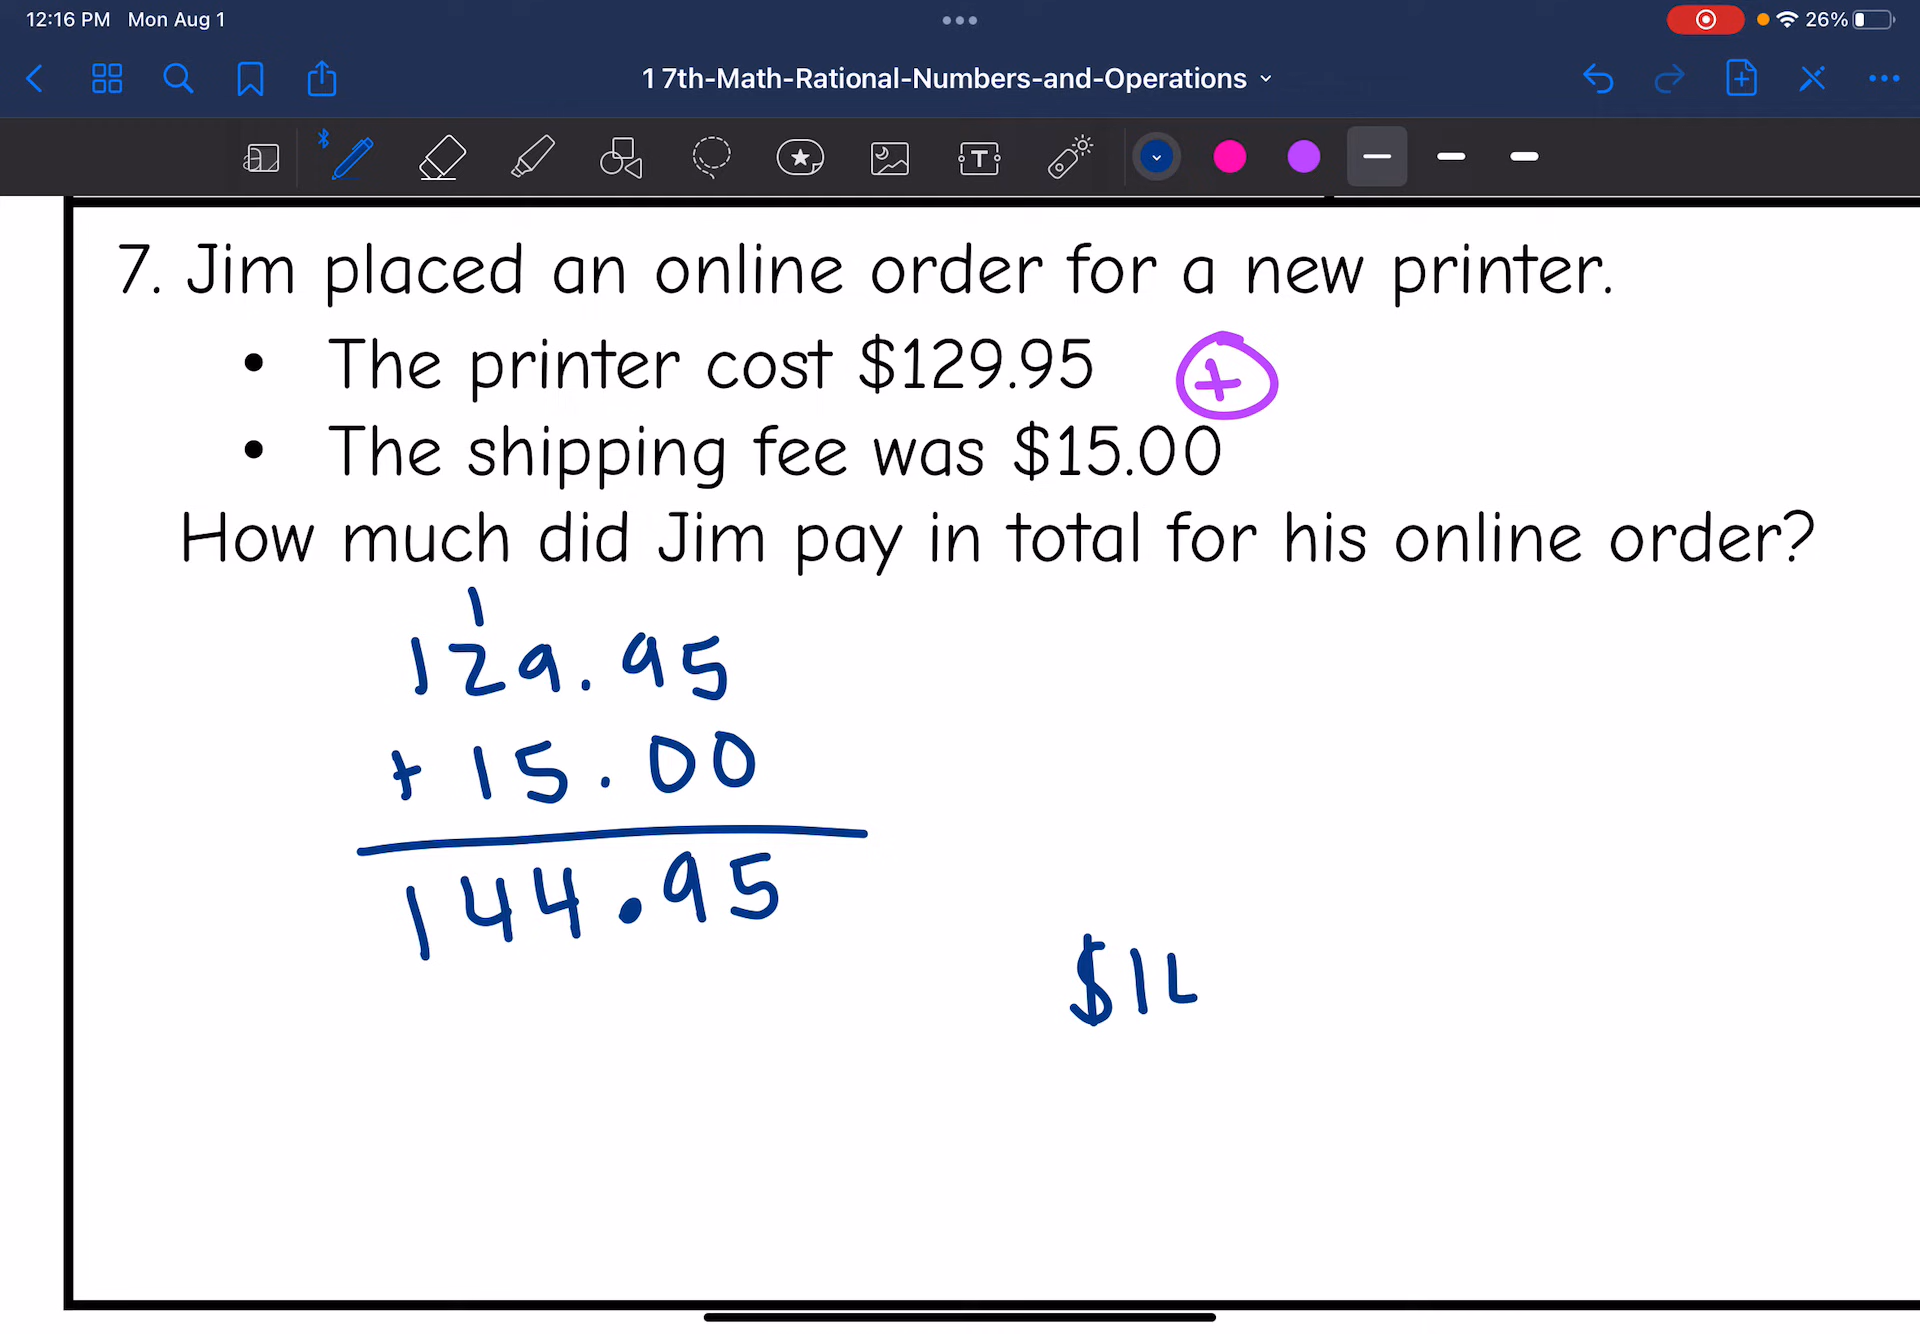 12:16 PM Mon Aug 1
26%
1 7th-Math-Rational-Numbers-and-Operations
T
7. Jim placed an online order for a new printer.
• The printer cost $129.95
+
• The shipping fee was $15.00
How much did Jim pay in total for his online order?
1
129.95
+ 15.00
144.95
$1L